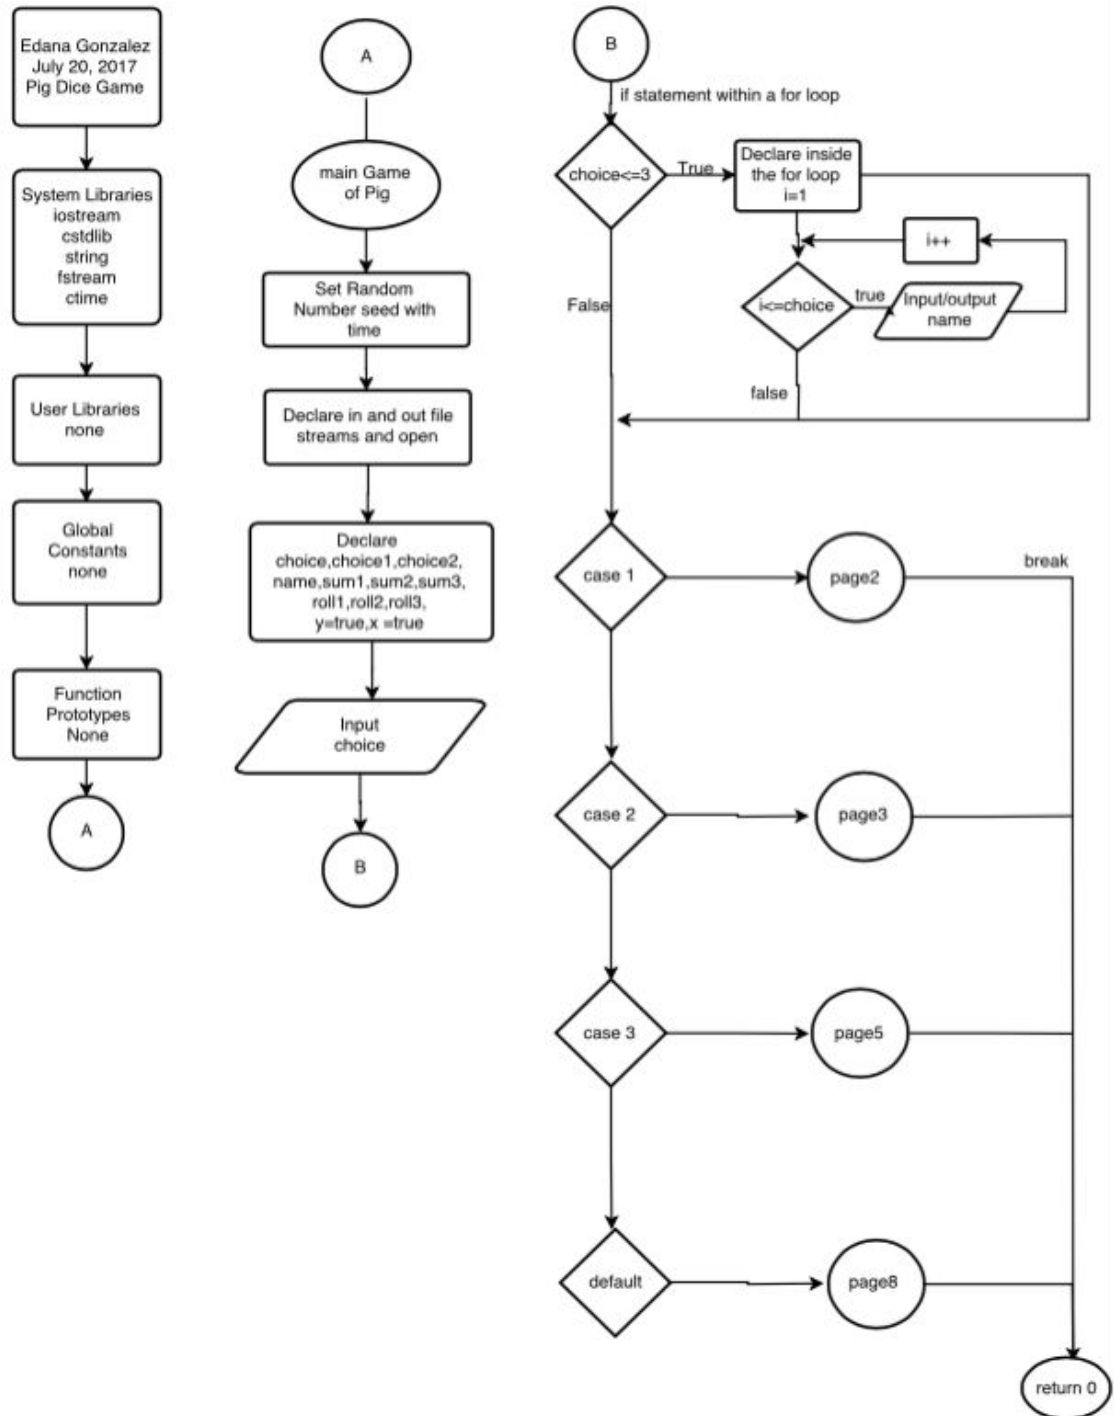 Edana Gonzalez
July 20, 2017
Pig Dice Game
System Libraries
iostream
cstdlib
string
fstream
ctime
User Libraries
none
Global
Constants
none
Function
Prototypes
None
A
A
main Game
of Pig
Set Random
Number seed with
time
Declare in and out file
streams and open
Declare
choice,choice1,choice2,
name,sum1,sum2,sum3,
roll1,roll2,roll3,
y=true,x =true
Input
choice
B
B
if statement within a for loop
choice<=3
True
Declare inside
the for loop
i=1
i++
False
i<=choice
true
Input/output
name
false
case 1
page2
break
case 2
page3
case 3
page5
default
page8
return 0